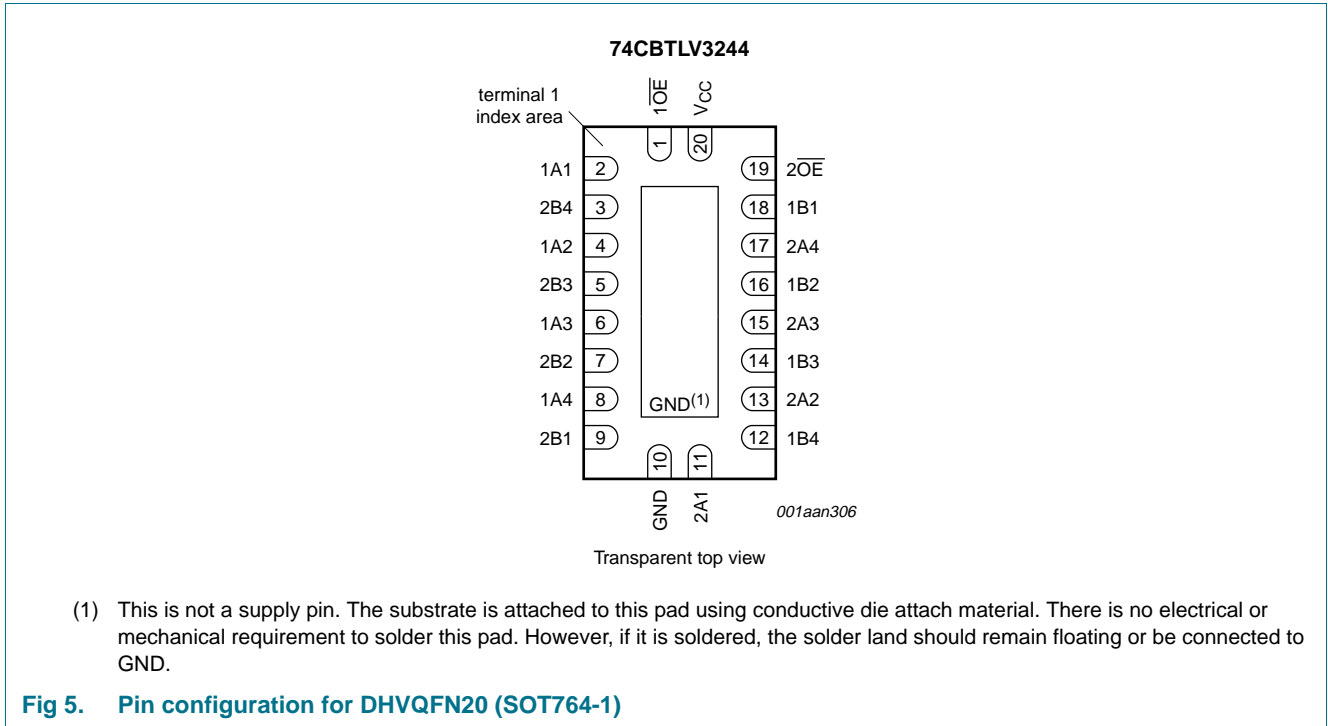 74CBTLV3244
terminal 1
index area
1OE
VCC
1
20
1A1 2
19 2OE
2B4 3
18 1B1
1A2 4
17 2A4
2B3 5
16 1B2
1A3 6
15 2A3
2B2 7
14 1B3
1A4 8
GND(1)
13 2A2
2B1 9
12 1B4
10
11
GND
2A1
001aan306
Transparent top view
(1) This is not a supply pin. The substrate is attached to this pad using conductive die attach material. There is no electrical or
mechanical requirement to solder this pad. However, if it is soldered, the solder land should remain floating or be connected to
GND.
Fig 5. Pin configuration for DHVQFN20 (SOT764-1)